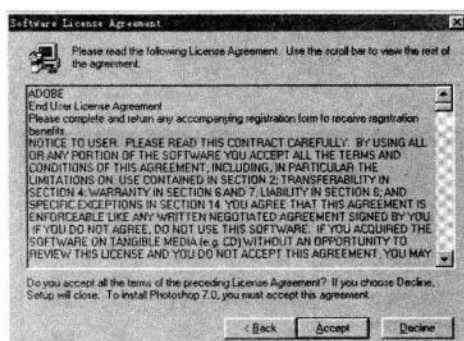 Software License Agreement
Please read the following License Agreement. Use the scroll bar to view the rest of
the agreement.
ADOBE
End User License Agreement
Please complete and return any accompanying registration form to receive registration
benefits.
NOTICE TO USER: PLEASE READ THIS CONTRACT CAREFULLY. BY USING ALL
OR ANY PORTION OF THE SOFTWARE YOU ACCEPT ALL THE TERMS AND
CONDITIONS OF THIS AGREEMENT, INCLUDING, IN PARTICULAR THE
LIMITATIONS ON: USE CONTAINED IN SECTION 2; TRANSFERABILITY IN
SECTION 4; WARRANTY IN SECTION 6 AND 7; LIABILITY IN SECTION 8; AND
SPECIFIC EXCEPTIONS IN SECTION 14. YOU AGREE THAT THIS AGREEMENT IS
ENFORCEABLE LIKE ANY WRITTEN NEGOTIATED AGREEMENT SIGNED BY YOU.
IF YOU DO NOT AGREE, DO NOT USE THIS SOFTWARE. IF YOU ACQUIRED THE
SOFTWARE ON TANGIBLE MEDIA (e.g. CD) WITHOUT AN OPPORTUNITY TO
REVIEW THIS LICENSE AND YOU DO NOT ACCEPT THIS AGREEMENT, YOU MAY
Do you accept all the terms of the preceding License Agreement? If you choose Decline,
Setup will close. To install Photoshop 7.0, you must accept this agreement.
< Back Accept Decline